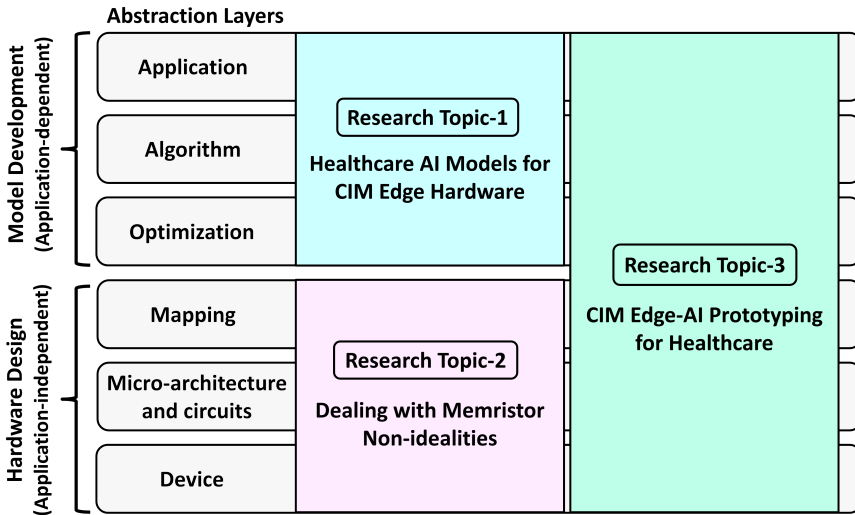 Abstraction Layers
Model Development
(Application-dependent)
Application
Algorithm
Optimization
Research Topic-1
Healthcare AI Models for
CIM Edge Hardware
Hardware Design
(Application-independent)
Mapping
Micro-architecture
and circuits
Device
Research Topic-2
Dealing with Memristor
Non-idealities
Research Topic-3
CIM Edge-AI Prototyping
for Healthcare